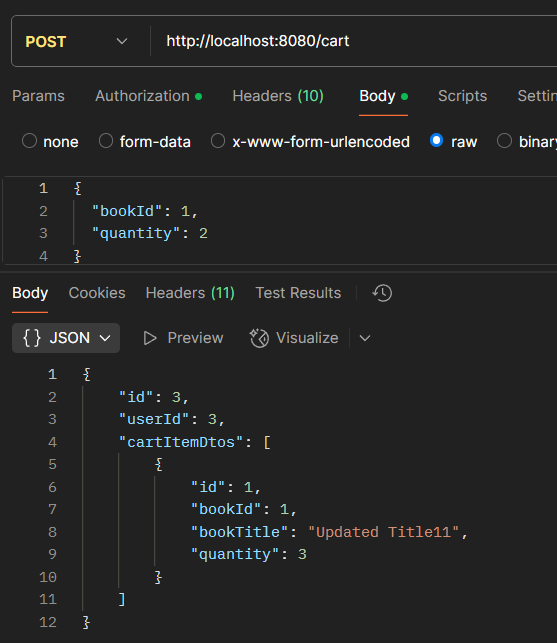 POST http://localhost:8080/cart
Params Authorization Headers (10) Body Scripts Settin
none form-data x-www-form-urlencoded raw binary
1 {
2 "bookId": 1,
3 "quantity": 2
4 }
Body Cookies Headers (11) Test Results
{} JSON Preview Visualize
1 {
2 "id": 3,
3 "userId": 3,
4 "cartItemDtos": [
5 {
6 "id": 1,
7 "bookId": 1,
8 "bookTitle": "Updated Title11",
9 "quantity": 3
10 }
11 ]
12 }